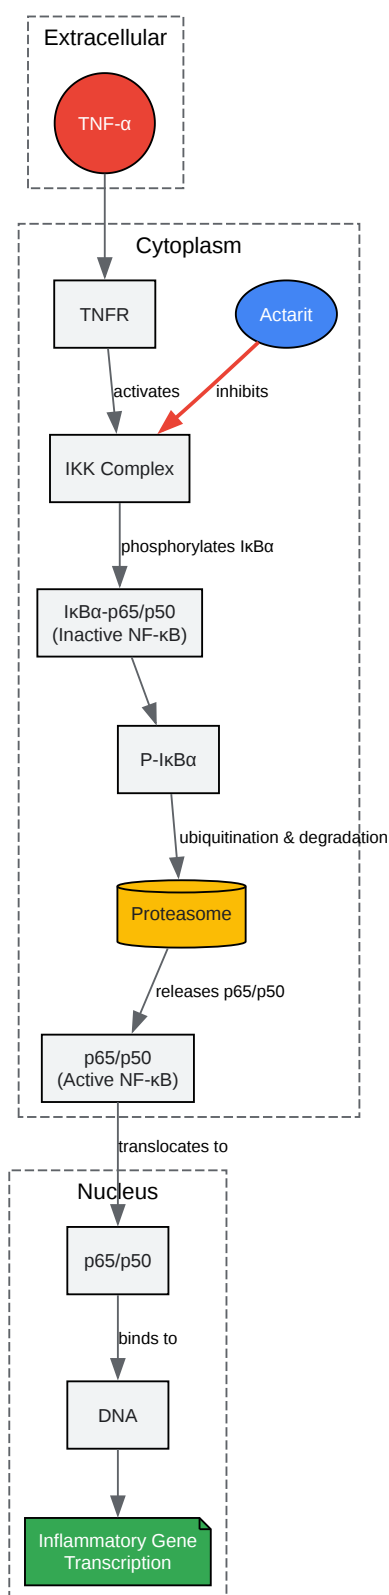 Extracellular
TNF-α
Cytoplasm
TNFR
Actarit
activates
inhibits
IKK Complex
phosphorylates IκBα
IκBα-p65/p50
(Inactive NF-κB)
P-IκBα
ubiquitination & degradation
Proteasome
releases p65/p50
p65/p50
(Active NF-κB)
translocates to
Nucleus
p65/p50
binds to
DNA
Inflammatory Gene
Transcription